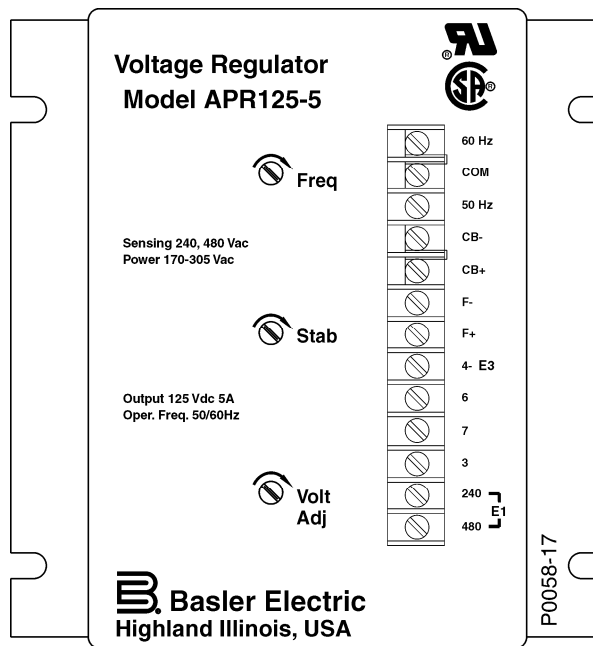 Voltage Regulator
Model APR125-5
Freq
Sensing 240, 480 Vac
Power 170-305 Vac
Stab
Output 125 Vdc 5A
Oper. Freq. 50/60Hz
Volt
Adj
RU
®
SA
®
60 Hz
COM
50 Hz
CB-
CB+
F-
F+
4- E3
6
7
3
240
E1
480
B.
Basler Electric
Highland Illinois, USA
P0058-17